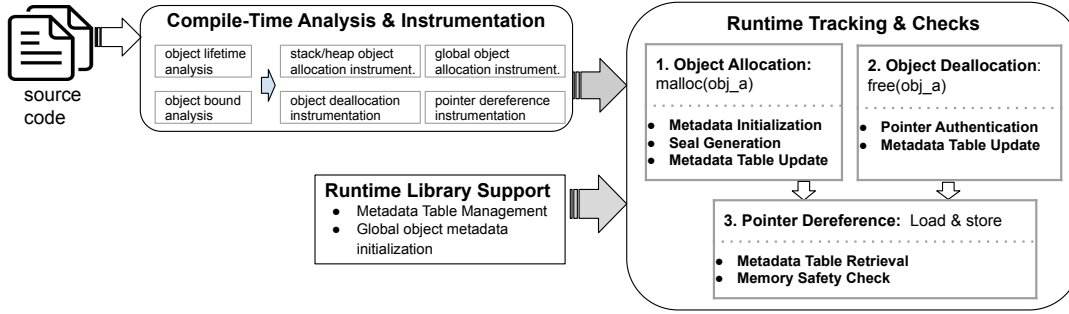 source
code
Compile-Time Analysis & Instrumentation
object lifetime
analysis
stack/heap object
allocation instrument.
global object
allocation instrument.
object bound
analysis
object deallocation
instrumentation
pointer dereference
instrumentation
Runtime Library Support
● Metadata Table Management
● Global object metadata
initialization
Runtime Tracking & Checks
1. Object Allocation:
malloc(obj_a)
● Metadata Initialization
● Seal Generation
● Metadata Table Update
2. Object Deallocation:
free(obj_a)
● Pointer Authentication
● Metadata Table Update
3. Pointer Dereference: Load & store
● Metadata Table Retrieval
● Memory Safety Check